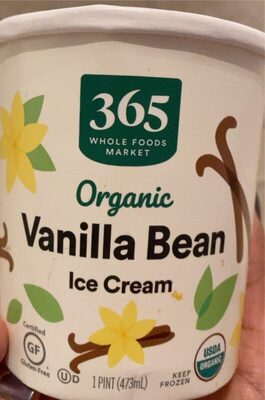 365
WHOLE FOODS
MARKET
Organic
Vanilla Bean
Ice Cream
Certified
GF
Gluten-Free
U D
1 PINT (473mL)
KEEP
FROZEN
USDA
ORGANIC